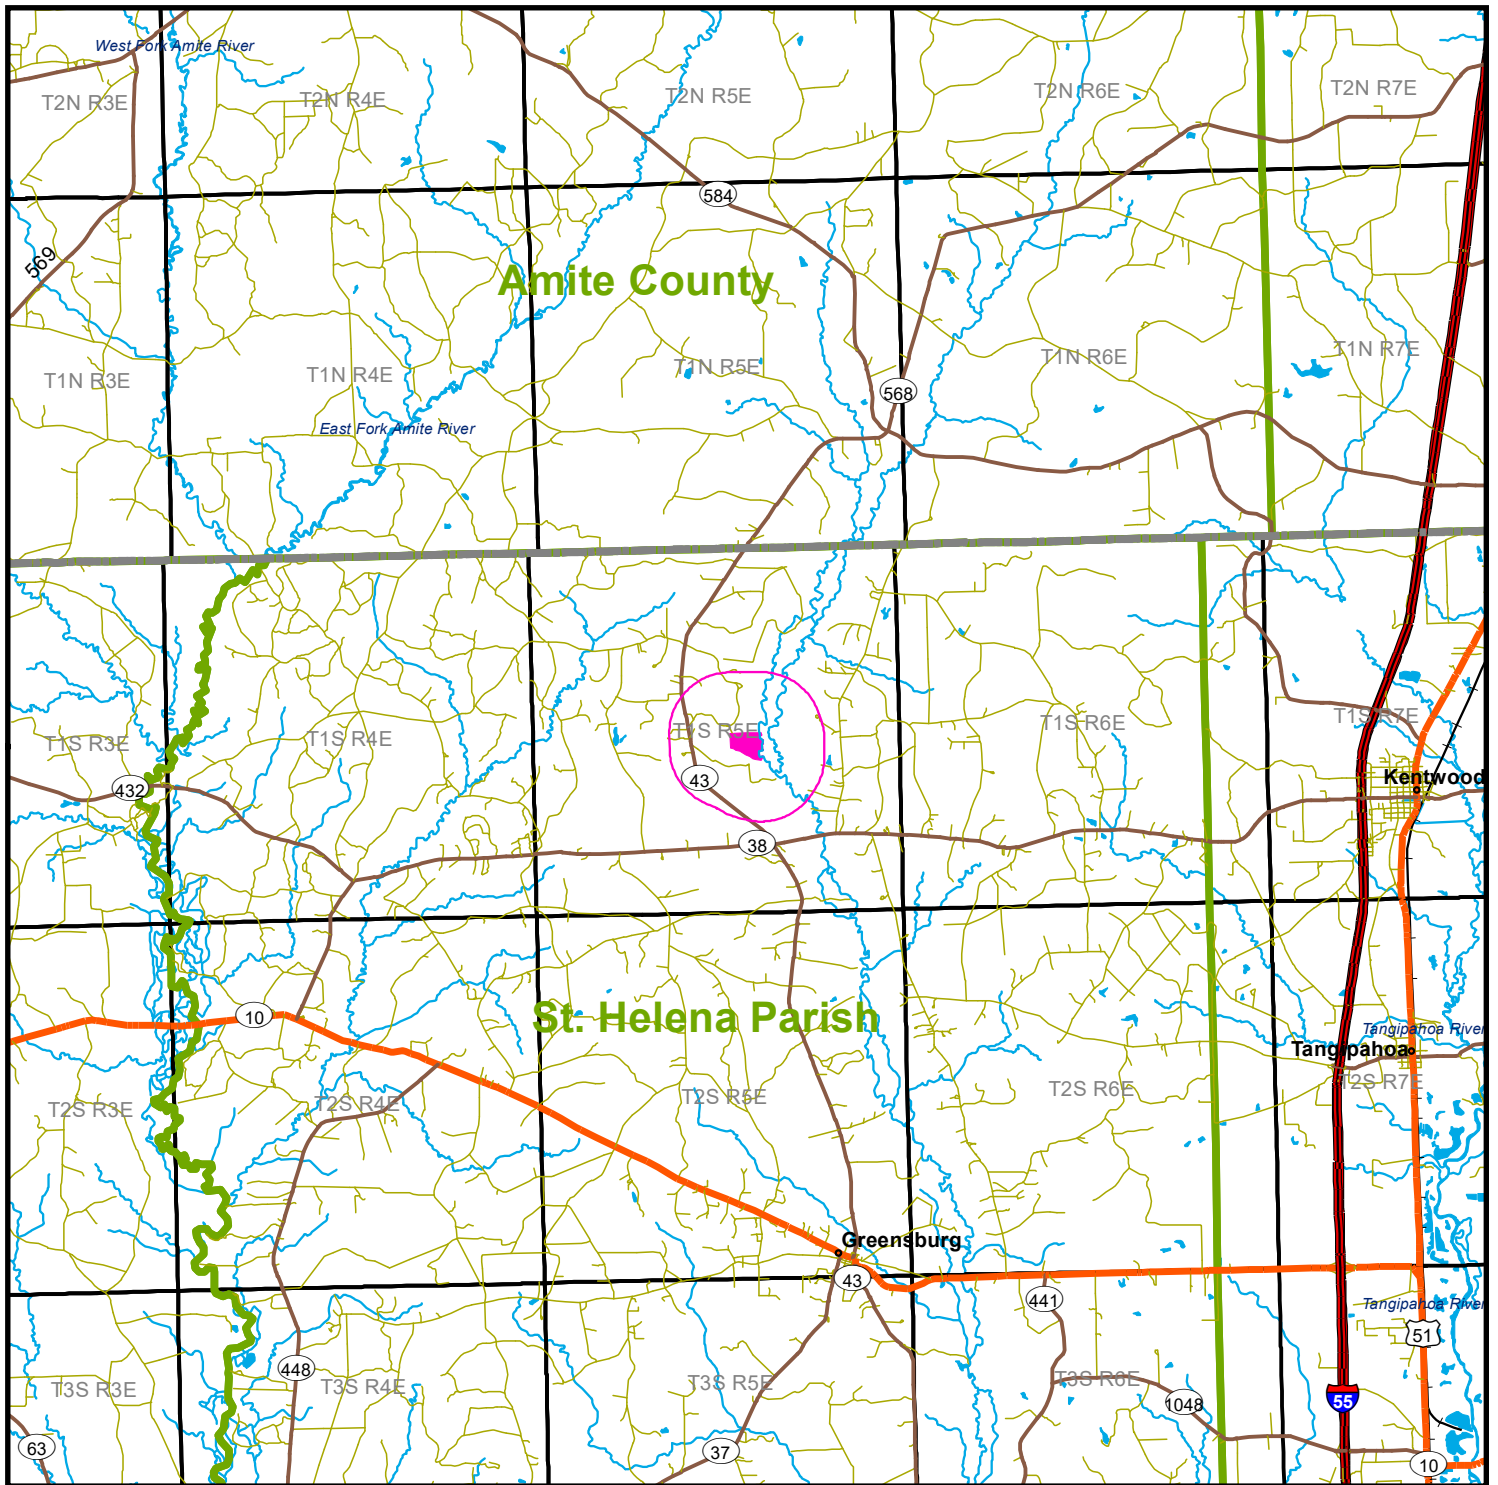 West Fork Amite River
T2N R3E
T2N R4E
T2N R5E
T2N R6E
T2N R7E
584
569
Amite County
T1N R3E
T1N R4E
T1N R5E
T1N R6E
T1N R7E
568
East Fork Amite River
T1S R3E
T1S R4E
T1S R5E
T1S R6E
T1S R7E
432
43
Kentwood
38
10
St. Helena Parish
Tangipahoa River
Tangipahoa
T2S R3E
T2S R4E
T2S R5E
T2S R6E
T2S R7E
Greensburg
43
441
Tangipahoa River
51
448
T3S R3E
T3S R4E
T3S R5E
T3S R6E
1048
55
63
37
10